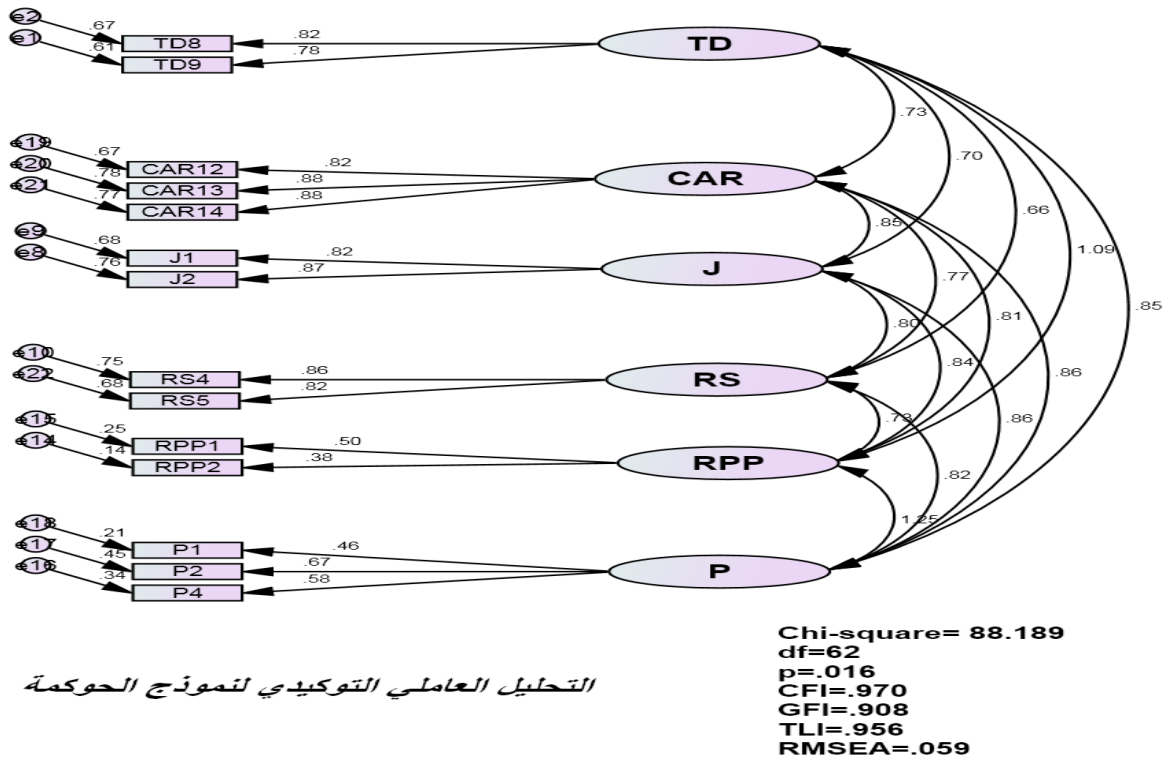 e2 .67
TD8 .82 TD
e1 .61
TD9 .78
.73
e19 .67
CAR12 .82
e20 .78
CAR13 .88 CAR
e21 .77
CAR14 .88
.70
.66
1.09
.85
.85
e9 .68
J1 .82
e8 .76
J2 .87 J
.77
.81
.86
.80
.84
.86
e10 .75
RS4 .86 RS
e22 .68
RS5 .82
e15 .25
RPP1 .50
e14 .14
RPP2 .38 RPP
.73
.82
1.25
e18 .21
P1 .46
e17 .45
P2 .67 P
e16 .34
P4 .58
Chi-square= 88.189
df=62
p=.016
CFI=.970
GFI=.908
TLI=.956
RMSEA=.059
التحليل العاملي التوكيدي لنموذج الحوكمة